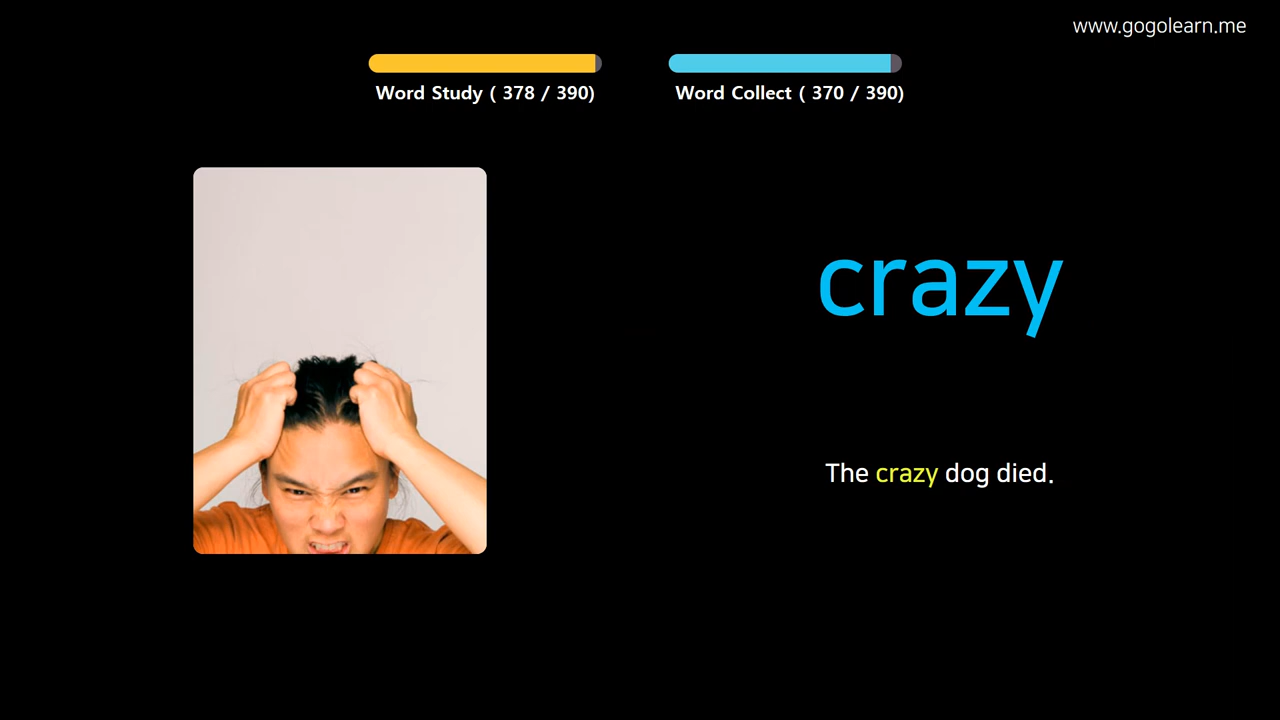 www.gogolearn.me
Word Study ( 378 / 390)
Word Collect ( 370 / 390)
crazy
The crazy dog died.